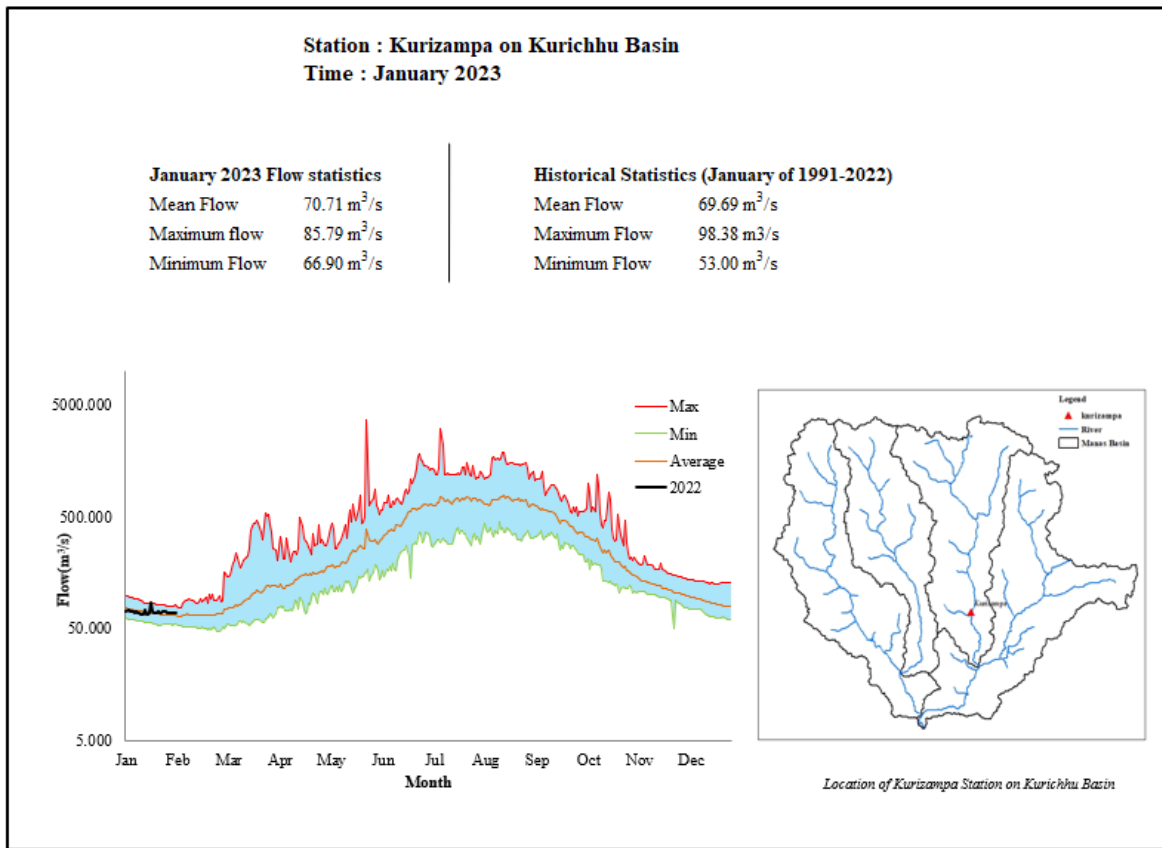 Station : Kurizampa on Kurichhu Basin
Time : January 2023
January 2023 Flow statistics
Mean Flow 70.71 m³/s
Maximum flow 85.79 m³/s
Minimum Flow 66.90 m³/s
Historical Statistics (January of 1991-2022)
Mean Flow 69.69 m³/s
Maximum Flow 98.38 m3/s
Minimum Flow 53.00 m³/s
5000.000
500.000
50.000
5.000
Flow(m³/s)
Jan Feb Mar Apr May Jun Jul Aug Sep Oct Nov Dec
Month
Max
Min
Average
2022
Legend
kurizampa
River
Manas Basin
Kurizampa
Location of Kurizampa Station on Kurichhu Basin